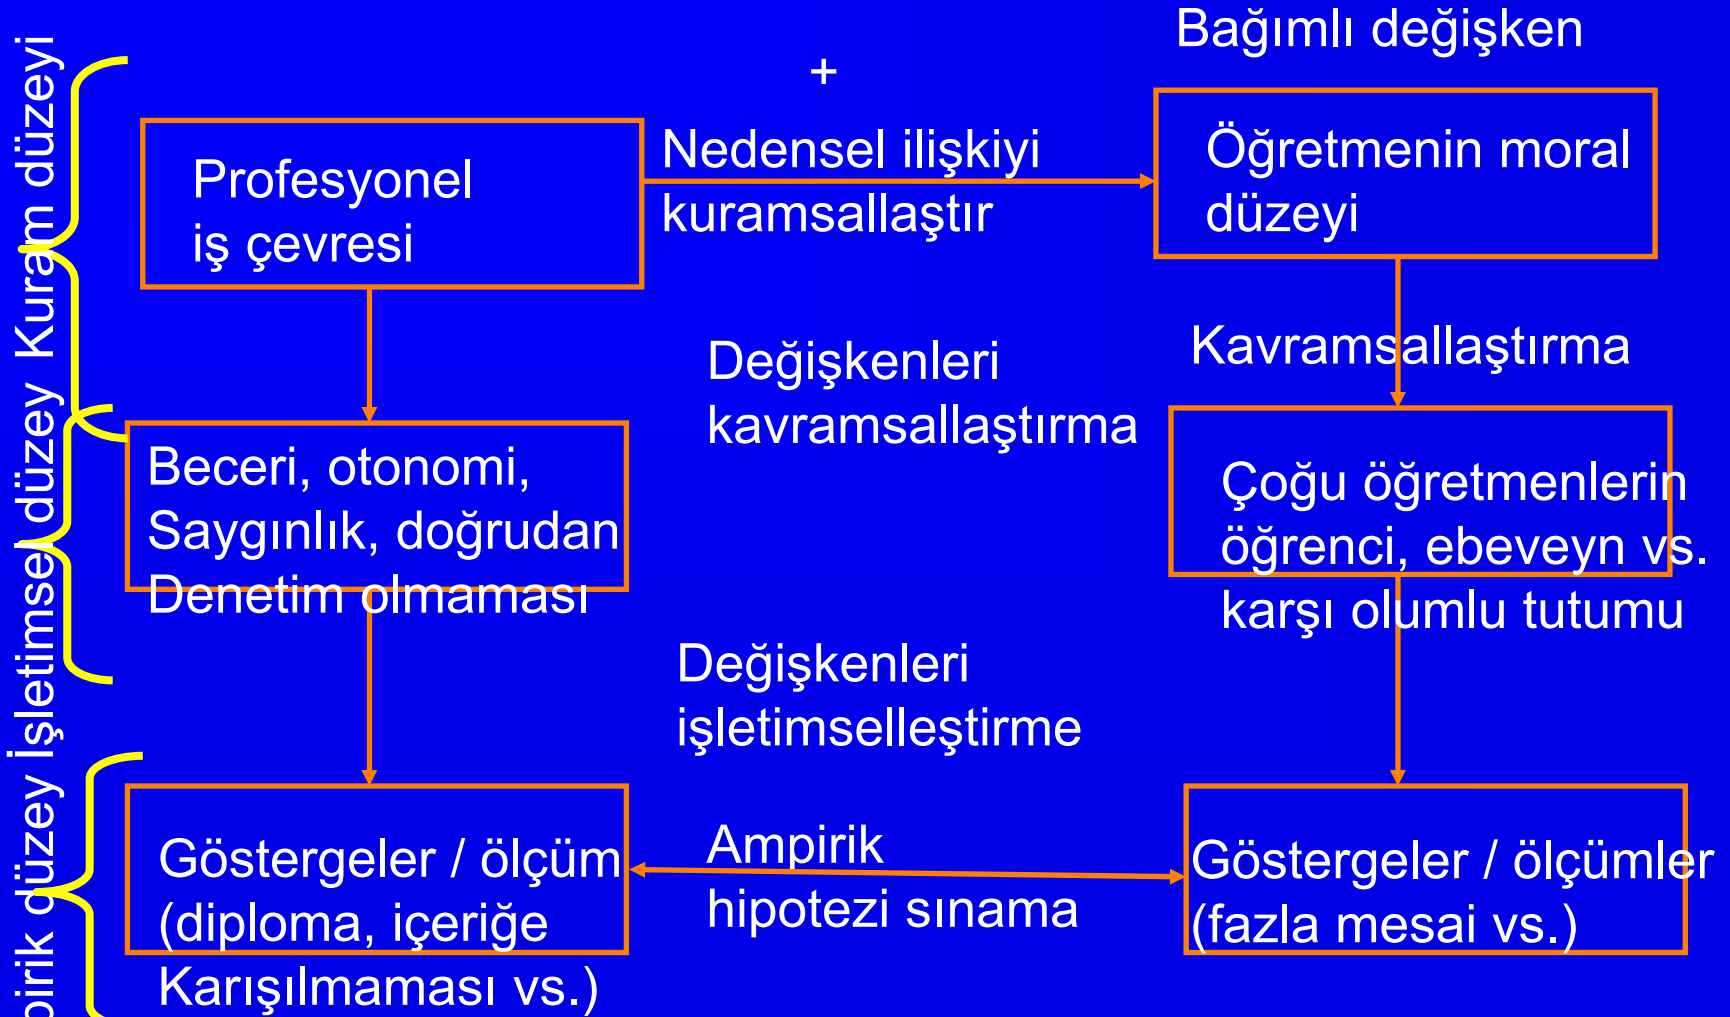 Bağımlı değişken
+
Profesyonel
iş çevresi
Nedensel ilişkiyi
kuramsallaştır
Öğretmenin moral
düzeyi
Değişkenleri
kavramsallaştırma
Kavramsallaştırma
Beceri, otonomi,
Saygınlık, doğrudan
Denetim olmaması
Çoğu öğretmenlerin
öğrenci, ebeveyn vs.
karşı olumlu tutumu
Değişkenleri
işletimselleştirme
Göstergeler / ölçüm
(diploma, içeriğe
Karışılmaması vs.)
Ampirik
hipotezi sınama
Göstergeler / ölçümler
(fazla mesai vs.)
pirik düzey İşletimsel düzey Kuram düzeyi